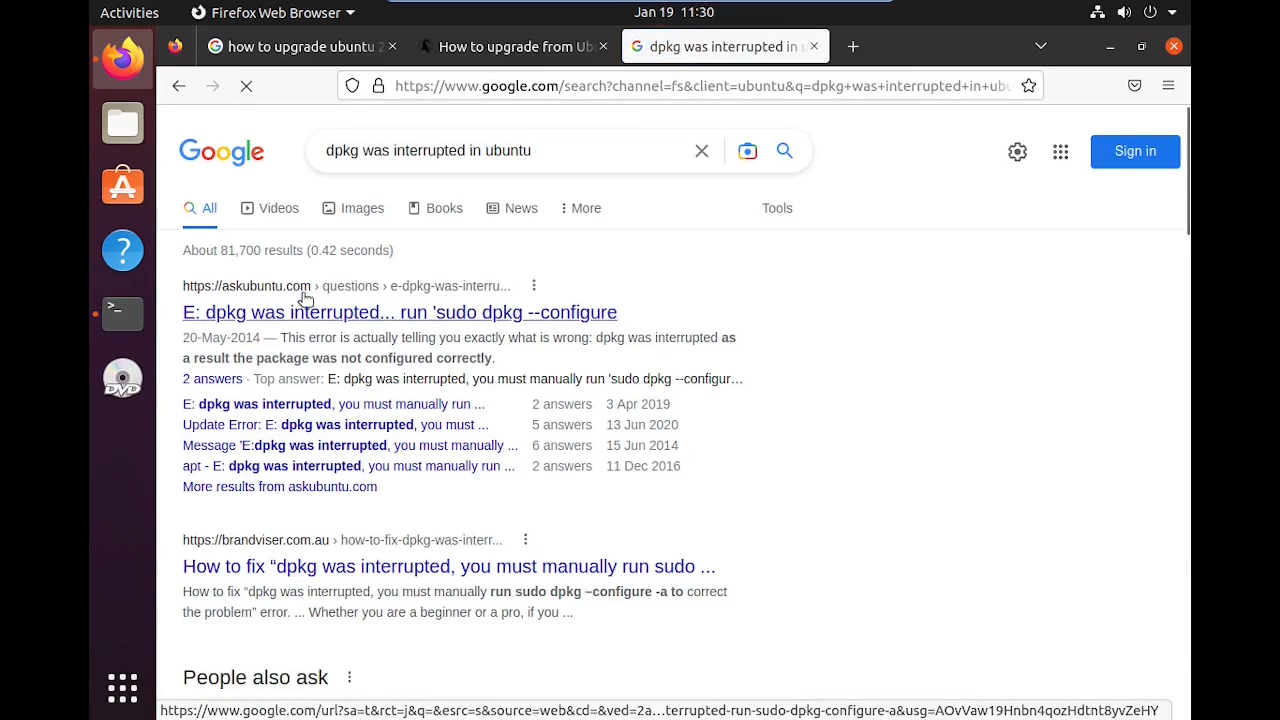 Activities
Firefox Web Browser
Jan 19 11:30
how to upgrade ubuntu 2
How to upgrade from Ub
dpkg was interrupted in u
https://www.google.com/search?channel=fs&client=ubuntu&q=dpkg+was+interrupted+in+ubu
Google
dpkg was interrupted in ubuntu
Sign in
All
Videos
Images
Books
News
More
Tools
About 81,700 results (0.42 seconds)
https://askubuntu.com › questions › e-dpkg-was-interru...
E: dpkg was interrupted... run 'sudo dpkg --configure
20-May-2014 — This error is actually telling you exactly what is wrong: dpkg was interrupted as
a result the package was not configured correctly.
2 answers · Top answer: E: dpkg was interrupted, you must manually run 'sudo dpkg --configur…
E: dpkg was interrupted, you must manually run ... 2 answers 3 Apr 2019
Update Error: E: dpkg was interrupted, you must ... 5 answers 13 Jun 2020
Message 'E:dpkg was interrupted, you must manually ... 6 answers 15 Jun 2014
apt - E: dpkg was interrupted, you must manually run ... 2 answers 11 Dec 2016
More results from askubuntu.com
https://brandviser.com.au › how-to-fix-dpkg-was-interr...
How to fix “dpkg was interrupted, you must manually run sudo ...
How to fix “dpkg was interrupted, you must manually run sudo dpkg –configure -a to correct
the problem” error. ... Whether you are a beginner or a pro, if you ...
People also ask
https://www.google.com/url?sa=t&rct=j&q=&esrc=s&source=web&cd=&ved=2a…terrupted-run-sudo-dpkg-configure-a&usg=AOvVaw19Hnbn4qozHdtnt8yvZeHY
DVD